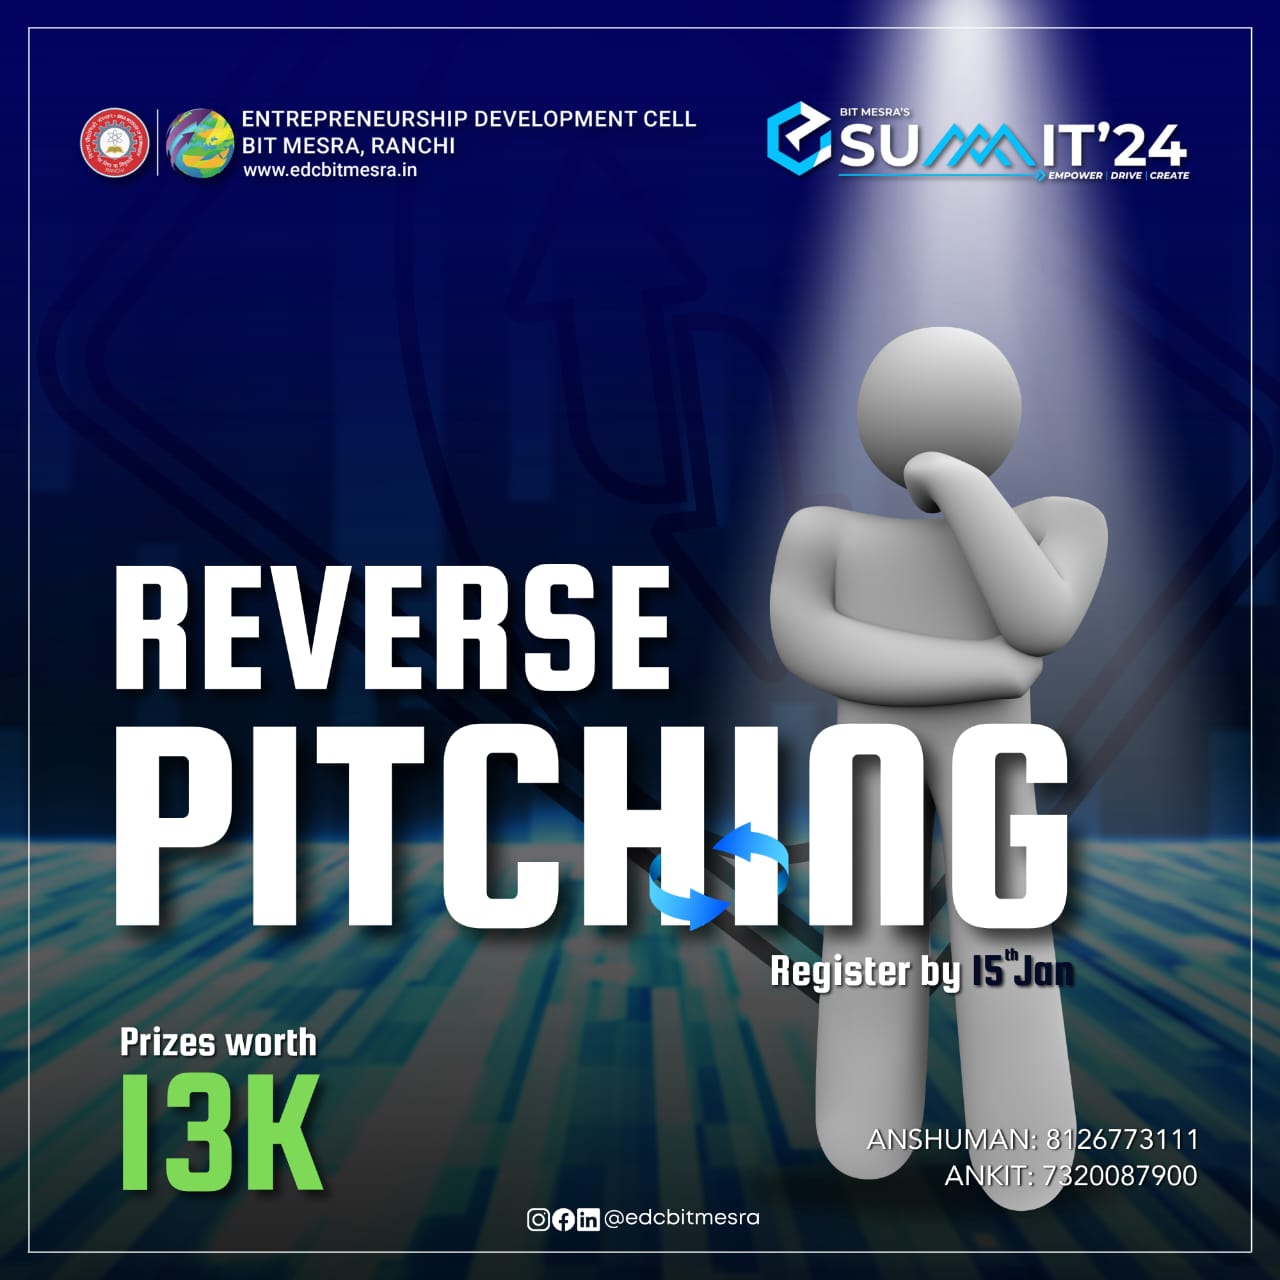 ENTREPRENEURSHIP DEVELOPMENT CELL
BIT MESRA, RANCHI
www.edcbitmesra.in
BIT MESRA'S
SUMMIT'24
EMPOWER | DRIVE | CREATE
REVERSE
PITCHING
Register by 15th Jan
Prizes worth
13K
ANSHUMAN: 8126773111
ANKIT: 7320087900
@edcbitmesra